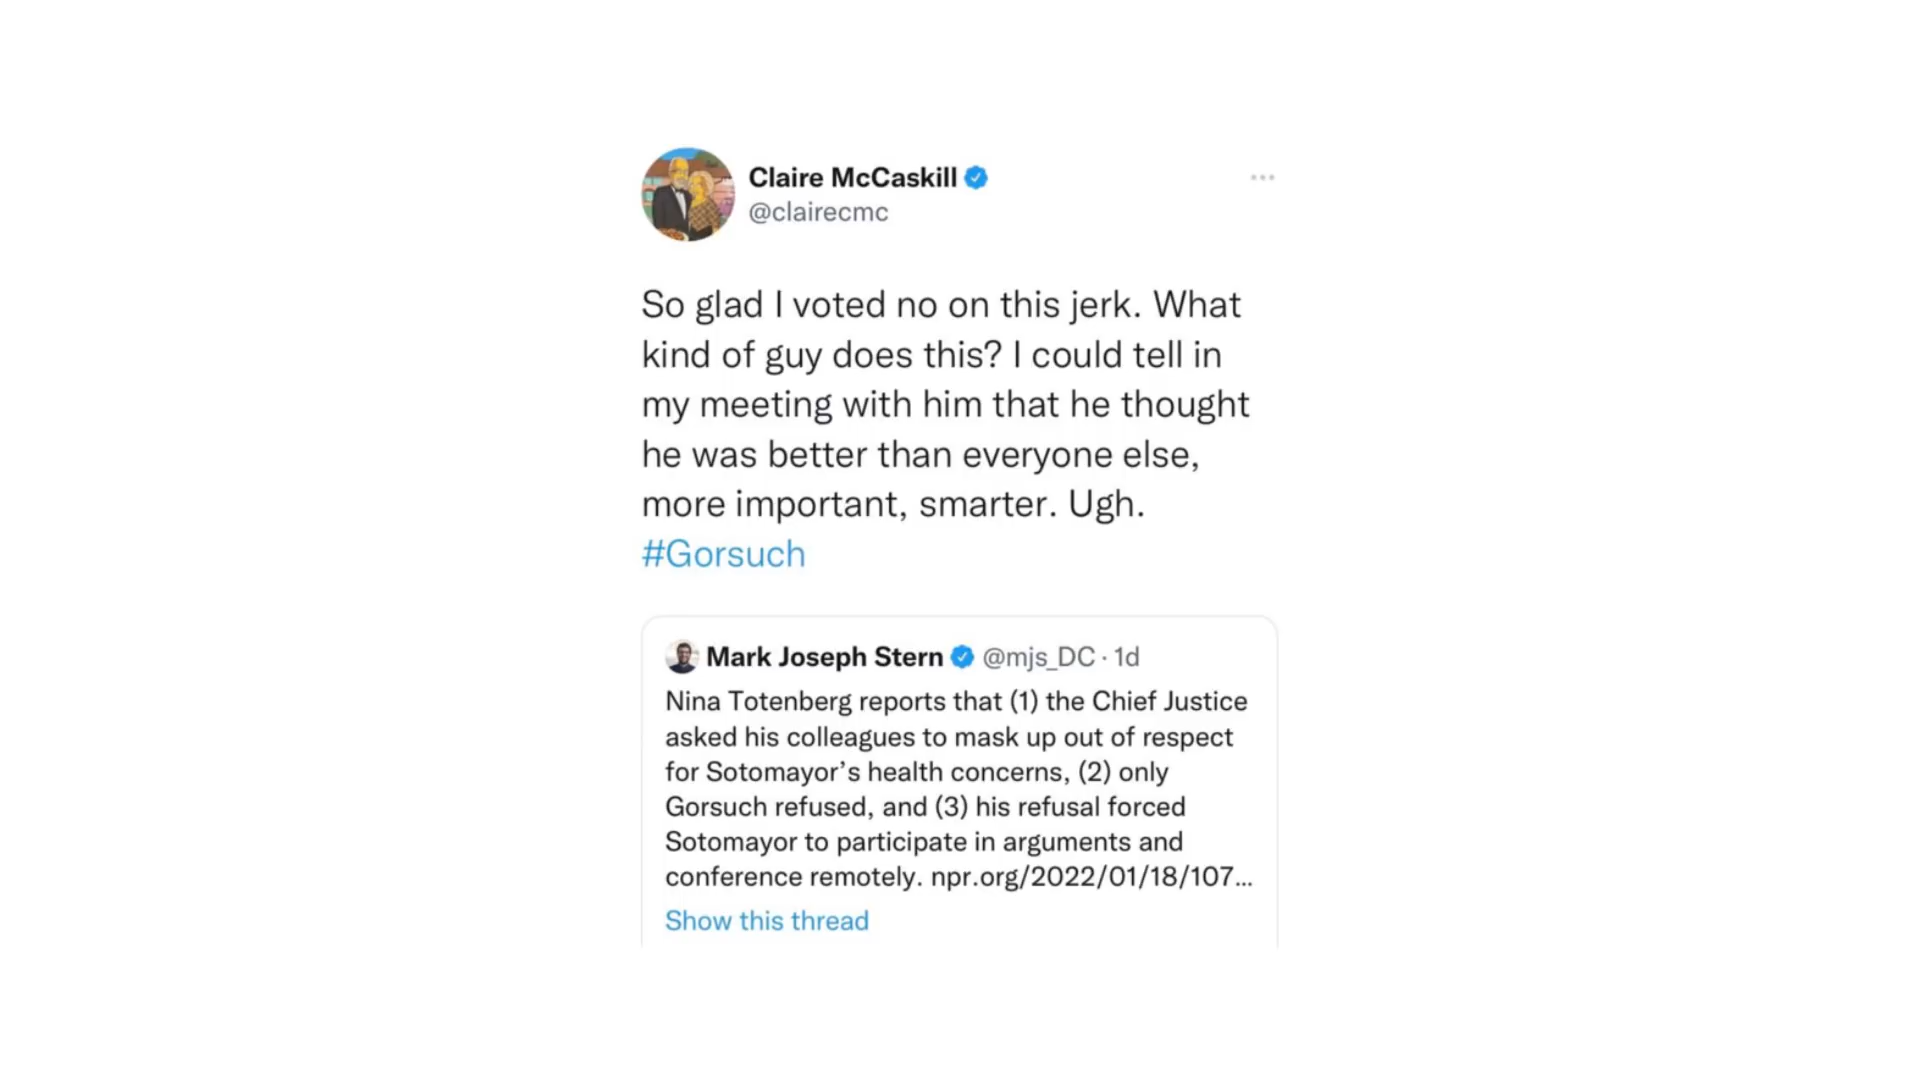 Claire McCaskill
@clairecmc
So glad I voted no on this jerk. What
kind of guy does this? I could tell in
my meeting with him that he thought
he was better than everyone else,
more important, smarter. Ugh.
#Gorsuch
Mark Joseph Stern @mjs_DC · 1d
Nina Totenberg reports that (1) the Chief Justice
asked his colleagues to mask up out of respect
for Sotomayor’s health concerns, (2) only
Gorsuch refused, and (3) his refusal forced
Sotomayor to participate in arguments and
conference remotely. npr.org/2022/01/18/107...
Show this thread